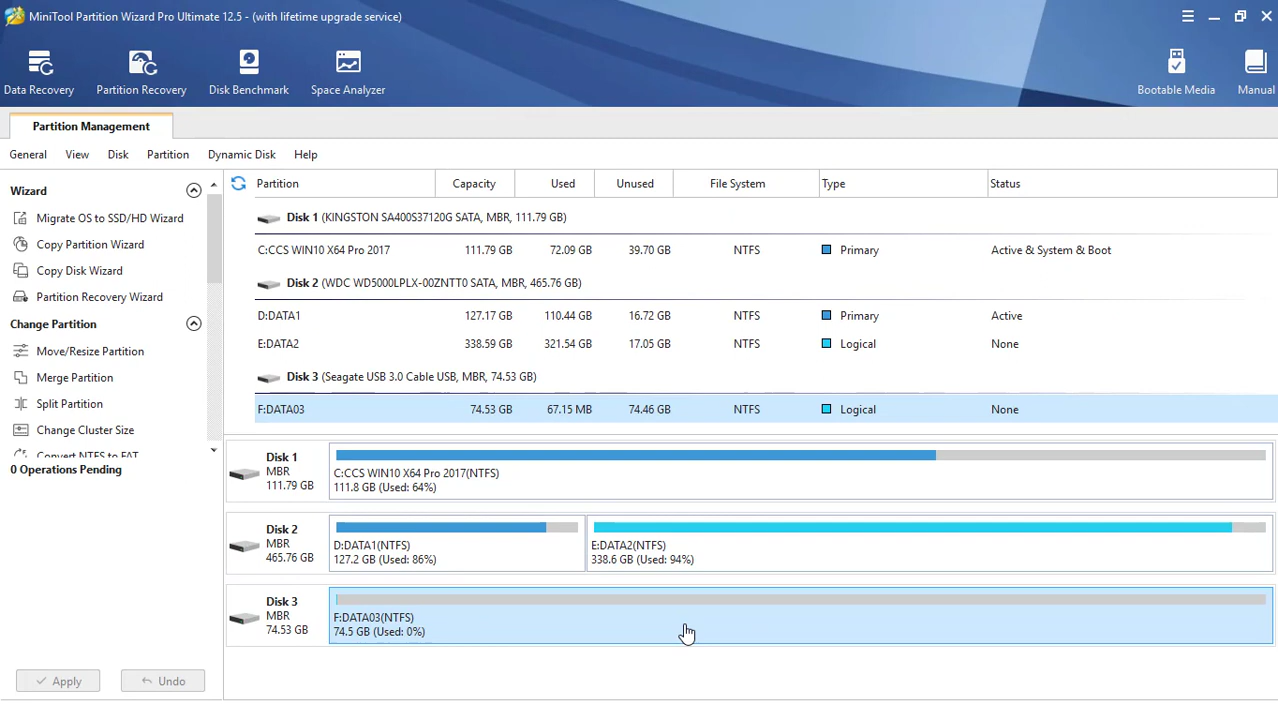 MiniTool Partition Wizard Pro Ultimate 12.5 - (with lifetime upgrade service)
Data Recovery Partition Recovery Disk Benchmark Space Analyzer Bootable Media Manual
Partition Management
General View Disk Partition Dynamic Disk Help
Wizard
Migrate OS to SSD/HD Wizard
Copy Partition Wizard
Copy Disk Wizard
Partition Recovery Wizard
Change Partition
Move/Resize Partition
Merge Partition
Split Partition
Change Cluster Size
Convert NTFS to FAT
0 Operations Pending
Apply Undo
Partition Capacity Used Unused File System Type Status
Disk 1 (KINGSTON SA400S37120G SATA, MBR, 111.79 GB)
C:CCS WIN10 X64 Pro 2017 111.79 GB 72.09 GB 39.70 GB NTFS Primary Active & System & Boot
Disk 2 (WDC WD5000LPLX-00ZNTT0 SATA, MBR, 465.76 GB)
D:DATA1 127.17 GB 110.44 GB 16.72 GB NTFS Primary Active
E:DATA2 338.59 GB 321.54 GB 17.05 GB NTFS Logical None
Disk 3 (Seagate USB 3.0 Cable USB, MBR, 74.53 GB)
F:DATA03 74.53 GB 67.15 MB 74.46 GB NTFS Logical None
Disk 1
MBR
111.79 GB
C:CCS WIN10 X64 Pro 2017(NTFS)
111.8 GB (Used: 64%)
Disk 2
MBR
465.76 GB
D:DATA1(NTFS)
127.2 GB (Used: 86%)
E:DATA2(NTFS)
338.6 GB (Used: 94%)
Disk 3
MBR
74.53 GB
F:DATA03(NTFS)
74.5 GB (Used: 0%)